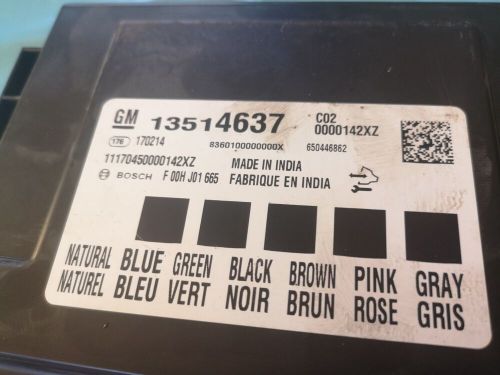 GM 13514637 C02
0000142XZ
176 170214 8360100000000X 650446862
11170450000142XZ MADE IN INDIA
BOSCH F 00H J01 665 FABRIQUE EN INDIA
NATURAL BLUE GREEN BLACK BROWN PINK GRAY
NATUREL BLEU VERT NOIR BRUN ROSE GRIS